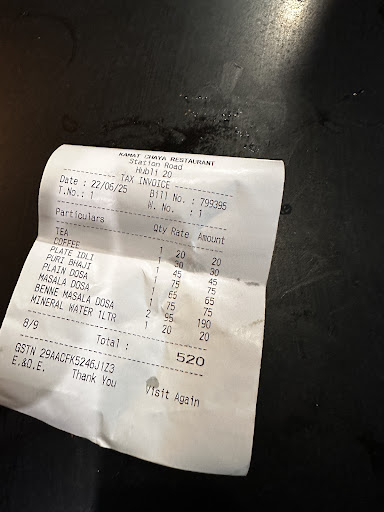 KAMAT CHAYA RESTAURANT
Station Road
Hubli 20
TAX INVOICE
Date : 22/06/25 Bill No. : 799395
T.No.: 1 W. No. : 1
Particulars Qty Rate Amount
TEA 1 20 20
COFFEE 1 30 30
PLATE IDLI 1 45 45
PURI BHAJI 1 75 75
PLAIN DOSA 1 65 65
MASALA DOSA 1 75 75
BENNE MASALA DOSA 2 95 190
MINERAL WATER 1LTR 1 20 20
8/9 Total : 520
GSTN 29AACFK5246J1Z3
E.&O.E. Thank You Visit Again